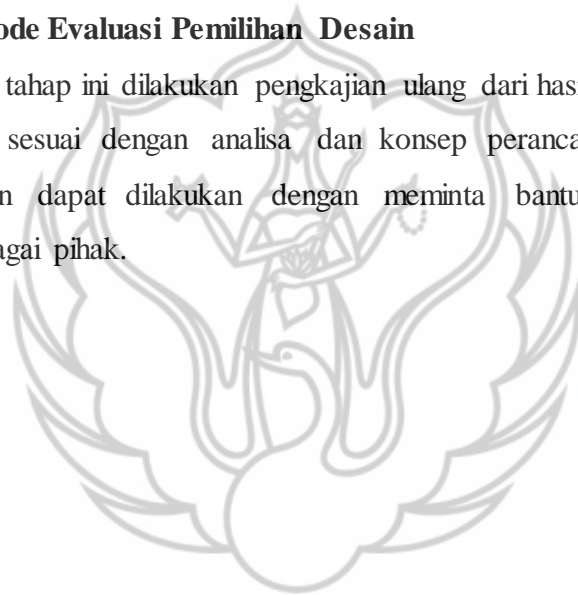 ode Evaluasi Pemilihan Desain
tahap ini dilakukan pengkajian ulang dari hasi
sesuai dengan analisa dan konsep peranca
n dapat dilakukan dengan meminta bantu
agai pihak.